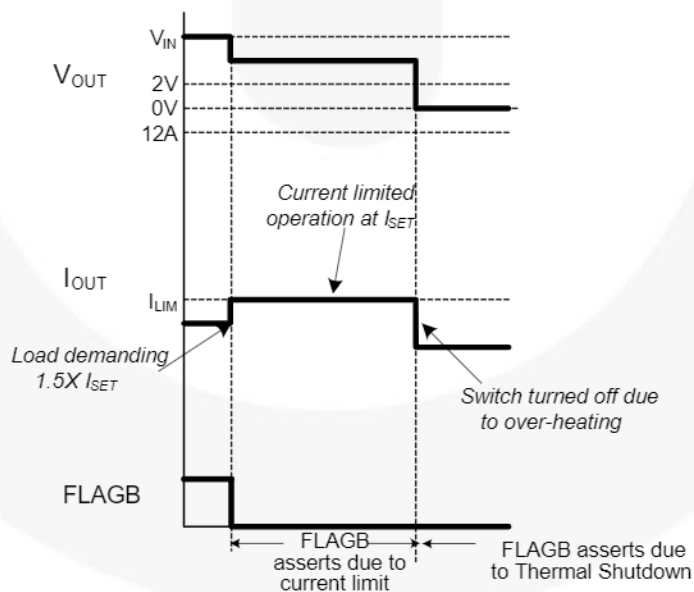 VIN
VOUT
2V
0V
12A
Current limited
operation at ISET
IOUT
ILIM
Load demanding
1.5X ISET
Switch turned off due
to over-heating
FLAGB
FLAGB
asserts due to
current limit
FLAGB asserts due
to Thermal Shutdown